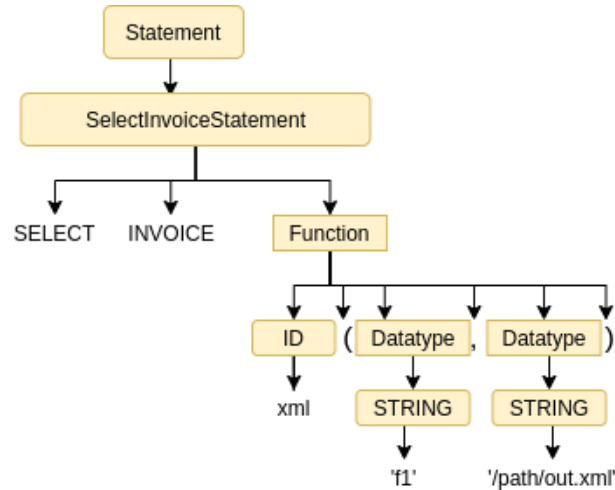 Statement
SelectInvoiceStatement
SELECT INVOICE Function
ID ( Datatype , Datatype )
xml STRING STRING
'f1' '/path/out.xml'